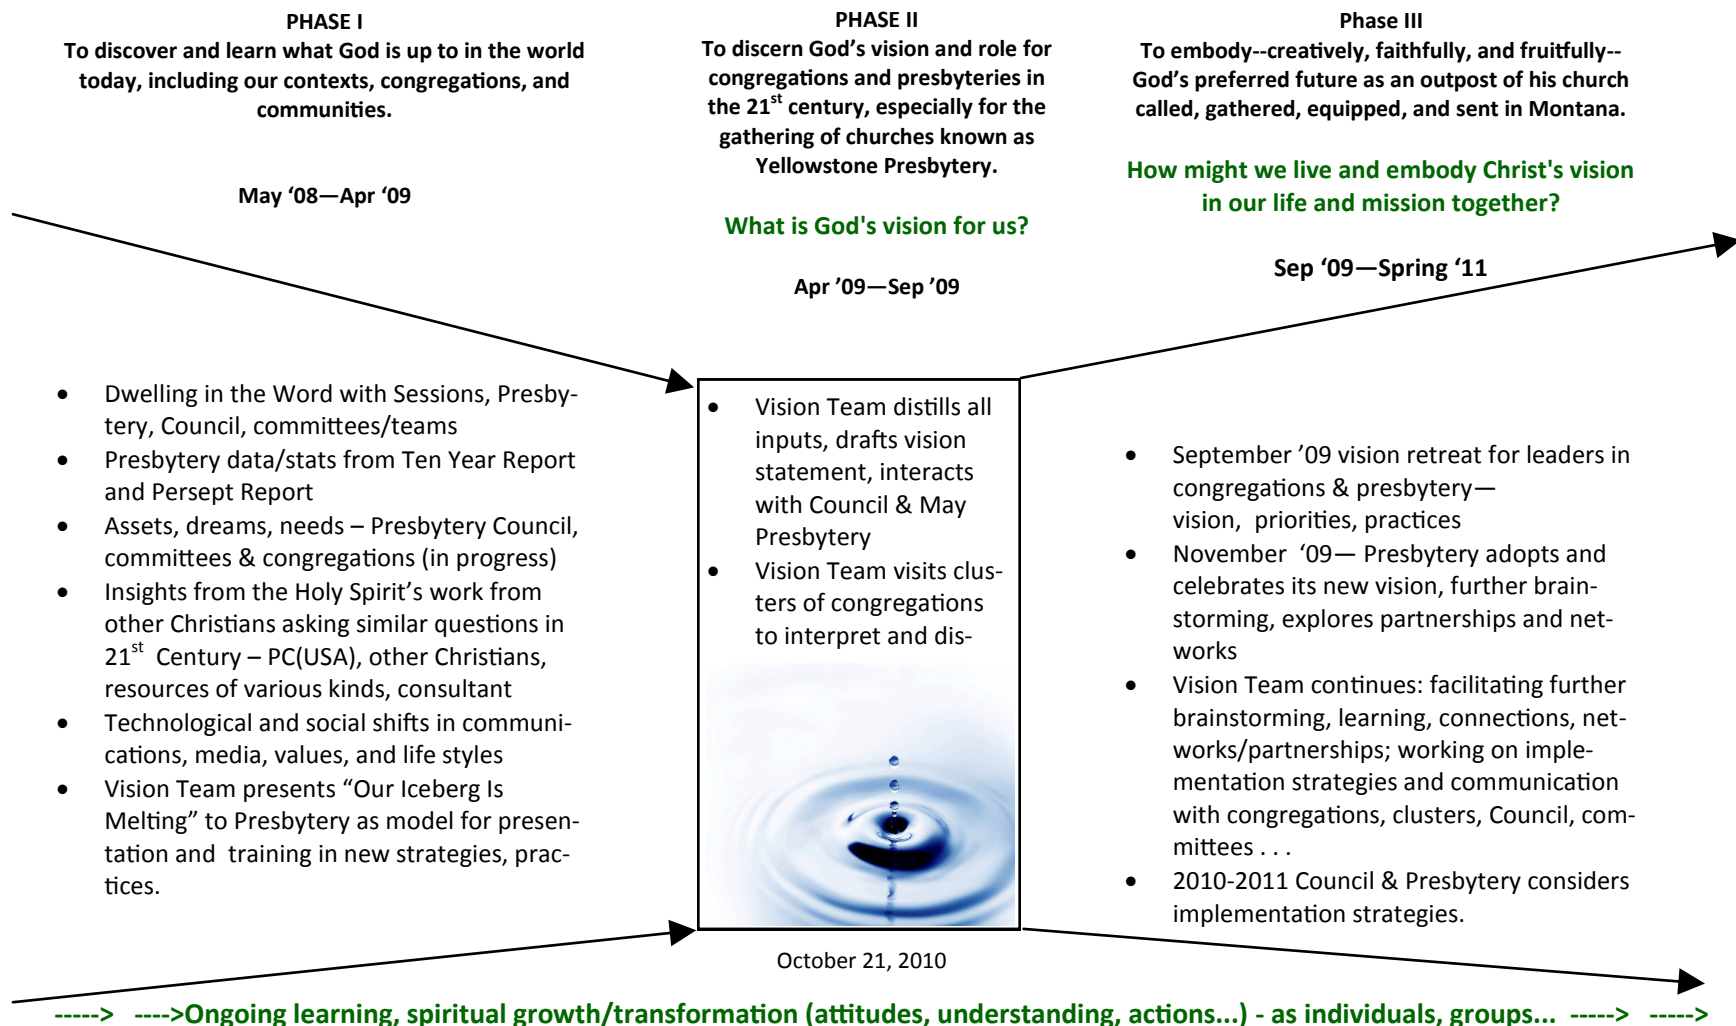 PHASE I
To discover and learn what God is up to in the world
today, including our contexts, congregations, and
communities.
May ‘08—Apr ‘09
PHASE II
To discern God’s vision and role for
congregations and presbyteries in
the 21st century, especially for the
gathering of churches known as
Yellowstone Presbytery.
What is God's vision for us?
Apr ’09—Sep ’09
Phase III
To embody--creatively, faithfully, and fruitfully--
God’s preferred future as an outpost of his church
called, gathered, equipped, and sent in Montana.
How might we live and embody Christ's vision
in our life and mission together?
Sep ‘09—Spring ‘11
• Dwelling in the Word with Sessions, Presby-
tery, Council, committees/teams
• Presbytery data/stats from Ten Year Report
and Persept Report
• Assets, dreams, needs – Presbytery Council,
committees & congregations (in progress)
• Insights from the Holy Spirit’s work from
other Christians asking similar questions in
21st Century – PC(USA), other Christians,
resources of various kinds, consultant
• Technological and social shifts in communi-
cations, media, values, and life styles
• Vision Team presents “Our Iceberg Is
Melting” to Presbytery as model for presen-
tation and training in new strategies, prac-
tices.
• Vision Team distills all
inputs, drafts vision
statement, interacts
with Council & May
Presbytery
• Vision Team visits clus-
ters of congregations
to interpret and dis-
• September ’09 vision retreat for leaders in
congregations & presbytery—
vision, priorities, practices
• November ‘09— Presbytery adopts and
celebrates its new vision, further brain-
storming, explores partnerships and net-
works
• Vision Team continues: facilitating further
brainstorming, learning, connections, net-
works/partnerships; working on imple-
mentation strategies and communication
with congregations, clusters, Council, com-
mittees . . .
• 2010-2011 Council & Presbytery considers
implementation strategies.
October 21, 2010
-----> ---->Ongoing learning, spiritual growth/transformation (attitudes, understanding, actions...) - as individuals, groups... -----> ----->